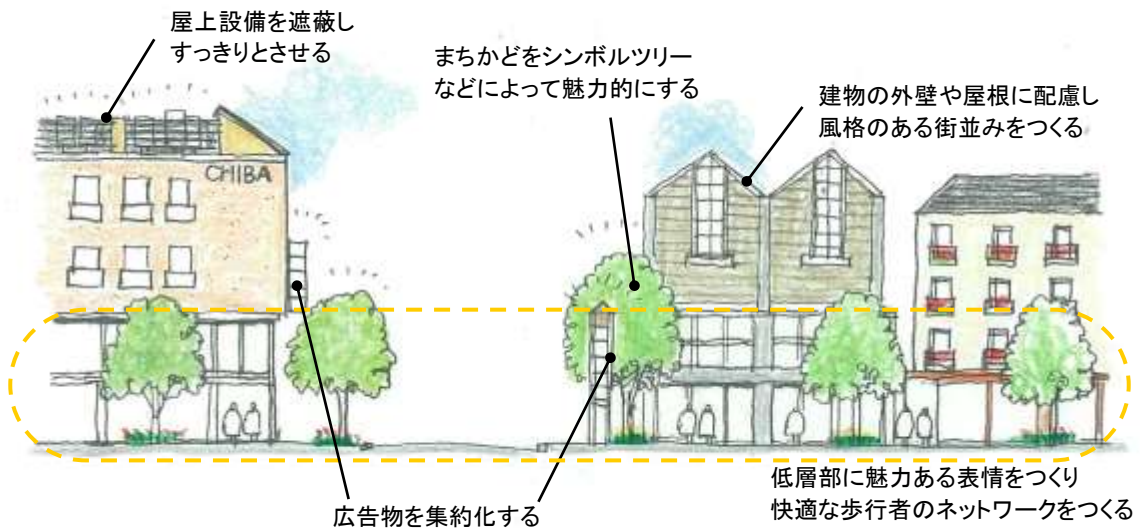 屋上設備を遮蔽し
すっきりとさせる
まちかどをシンボルツリー
などによって魅力的にする
建物の外壁や屋根に配慮し
風格のある街並みをつくる
CHIBA
広告物を集約化する
低層部に魅力ある表情をつくり
快適な歩行者のネットワークをつくる